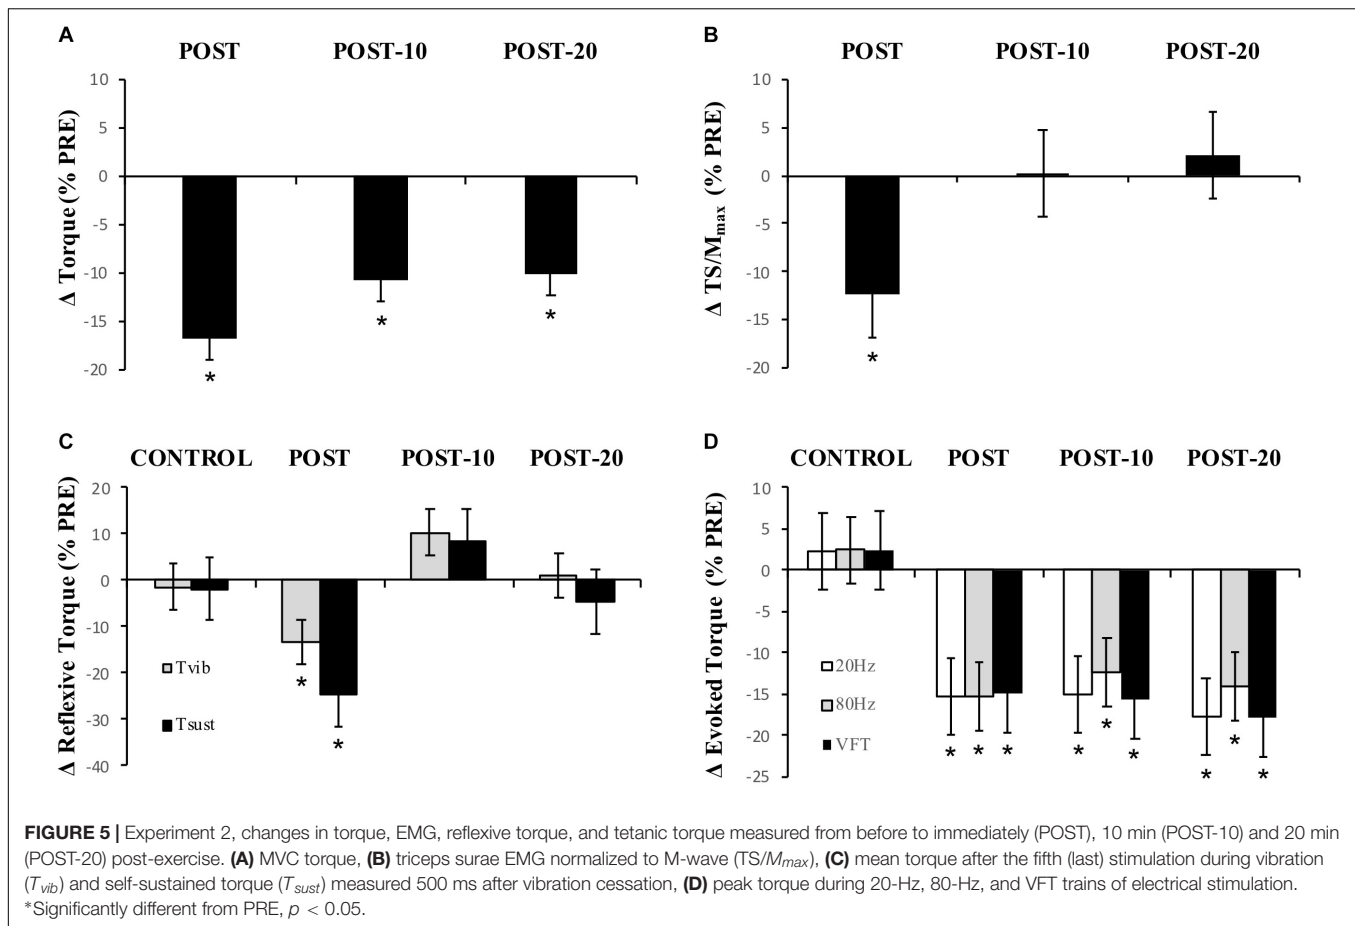 A
POST POST-10 POST-20
Δ Torque (% PRE)
10
5
0
-5
-10
-15
-20
* * *
B
POST POST-10 POST-20
Δ TS/Mmax (% PRE)
10
5
0
-5
-10
-15
-20
*
C
CONTROL POST POST-10 POST-20
Δ Reflexive Torque (% PRE)
20
10
0
-10
-20
-30
-40
Tvib
Tsust
* *
D
CONTROL POST POST-10 POST-20
Δ Evoked Torque (% PRE)
10
5
0
-5
-10
-15
-20
-25
20Hz
80Hz
VFT
* * * * * * * * *
FIGURE 5 | Experiment 2, changes in torque, EMG, reflexive torque, and tetanic torque measured from before to immediately (POST), 10 min (POST-10) and 20 min
(POST-20) post-exercise. (A) MVC torque, (B) triceps surae EMG normalized to M-wave (TS/Mmax), (C) mean torque after the fifth (last) stimulation during vibration
(Tvib) and self-sustained torque (Tsust) measured 500 ms after vibration cessation, (D) peak torque during 20-Hz, 80-Hz, and VFT trains of electrical stimulation.
*Significantly different from PRE, p < 0.05.